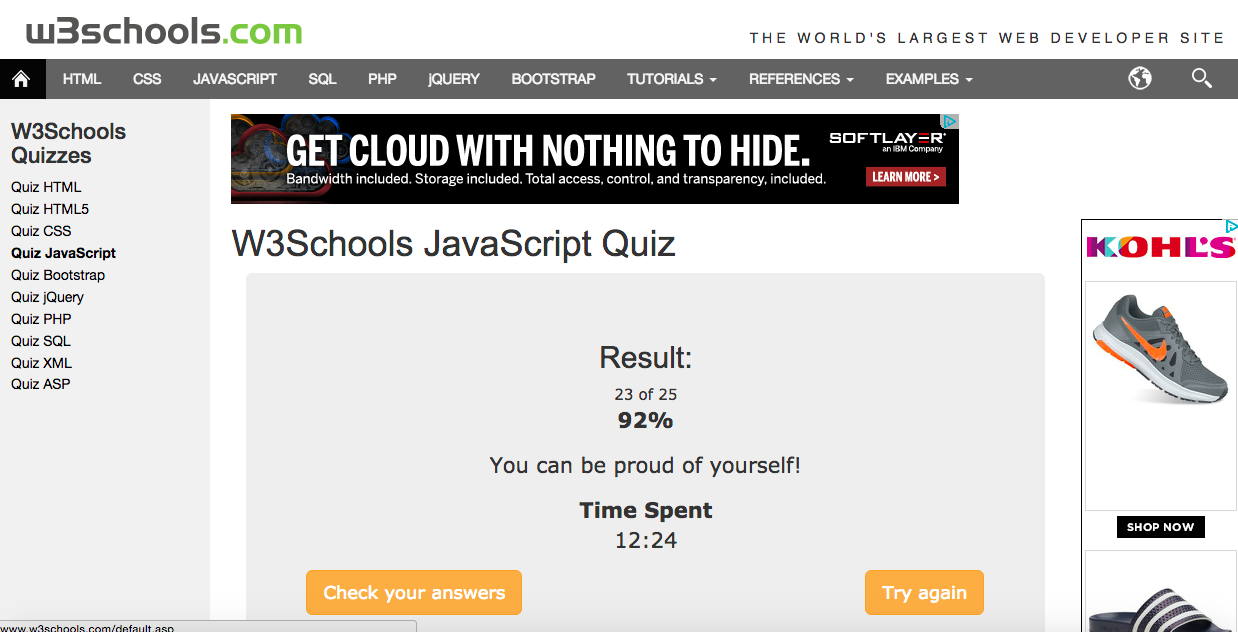 w3schools.com
THE WORLD'S LARGEST WEB DEVELOPER SITE
HTML CSS JAVASCRIPT SQL PHP jQUERY BOOTSTRAP TUTORIALS REFERENCES EXAMPLES
W3Schools
Quizzes
Quiz HTML
Quiz HTML5
Quiz CSS
Quiz JavaScript
Quiz Bootstrap
Quiz jQuery
Quiz PHP
Quiz SQL
Quiz XML
Quiz ASP
GET CLOUD WITH NOTHING TO HIDE.
Bandwidth included. Storage included. Total access, control, and transparency, included.
SOFTLAYER
an IBM Company
LEARN MORE >
W3Schools JavaScript Quiz
Result:
23 of 25
92%
You can be proud of yourself!
Time Spent
12:24
Check your answers
Try again
KOHL'S
SHOP NOW
www.w3schools.com/default.asp